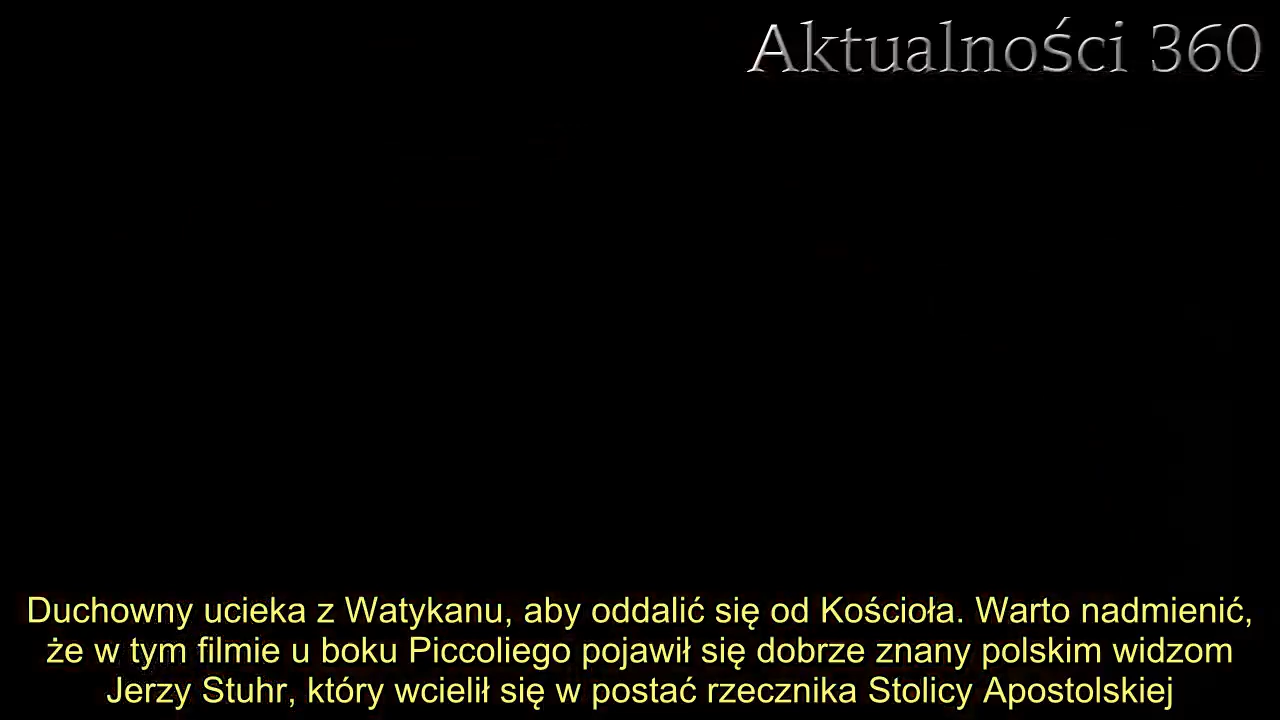 Aktualności 360
Duchowny ucieka z Watykanu, aby oddalić się od Kościoła. Warto nadmienić,
że w tym filmie u boku Piccoliego pojawił się dobrze znany polskim widzom
Jerzy Stuhr, który wcielił się w postać rzecznika Stolicy Apostolskiej